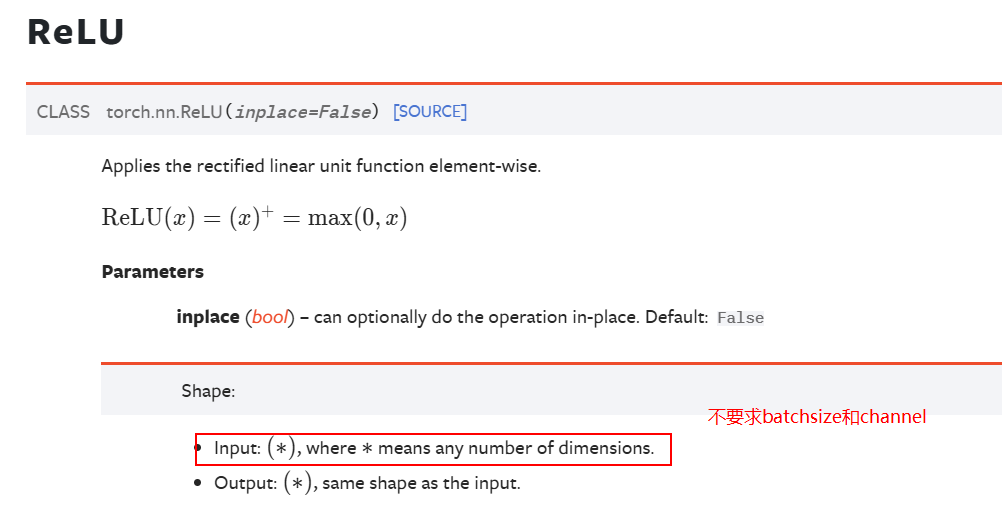 ReLU
CLASS torch.nn.ReLU(inplace=False) [SOURCE]
Applies the rectified linear unit function element-wise.
ReLU(x) = (x)⁺ = max(0, x)
Parameters
inplace (bool) – can optionally do the operation in-place. Default: False
Shape:
不要求batchsize和channel
• Input: (∗), where ∗ means any number of dimensions.
• Output: (∗), same shape as the input.